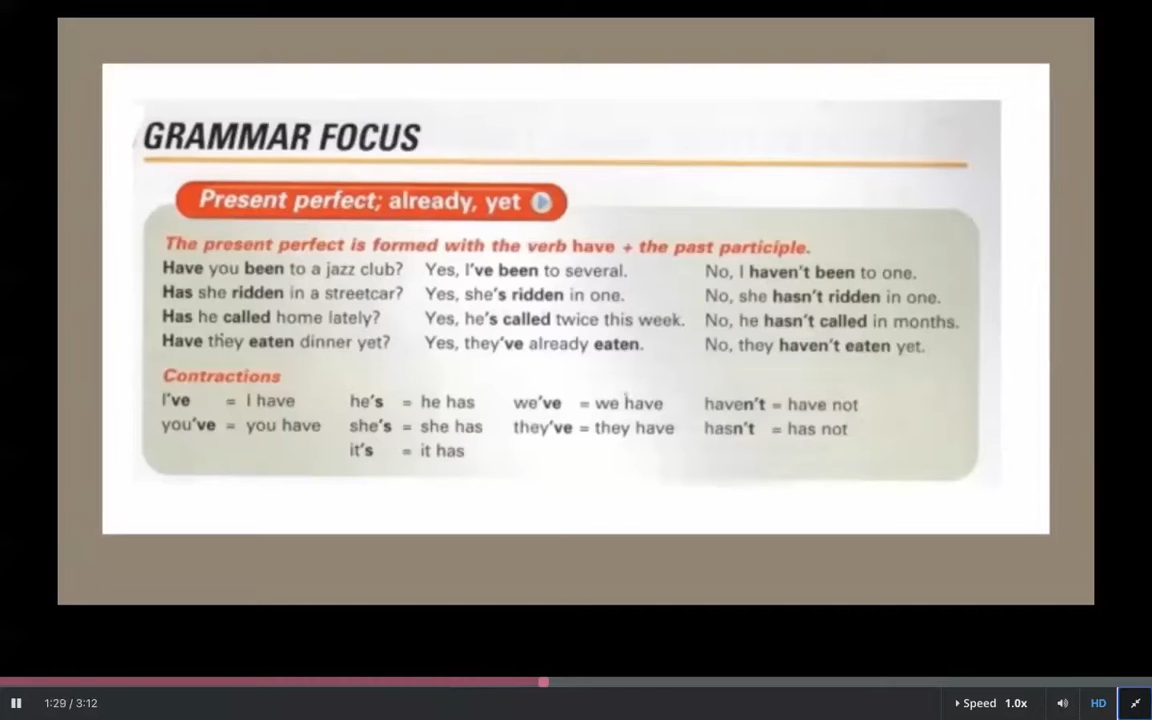 GRAMMAR FOCUS
Present perfect; already, yet
The present perfect is formed with the verb have + the past participle.
Have you been to a jazz club? Yes, I've been to several. No, I haven't been to one.
Has she ridden in a streetcar? Yes, she's ridden in one. No, she hasn't ridden in one.
Has he called home lately? Yes, he's called twice this week. No, he hasn't called in months.
Have they eaten dinner yet? Yes, they've already eaten. No, they haven't eaten yet.
Contractions
I've = I have he's = he has we've = we have haven't = have not
you've = you have she's = she has they've = they have hasn't = has not
it's = it has
1:29 / 3:12 Speed 1.0x HD